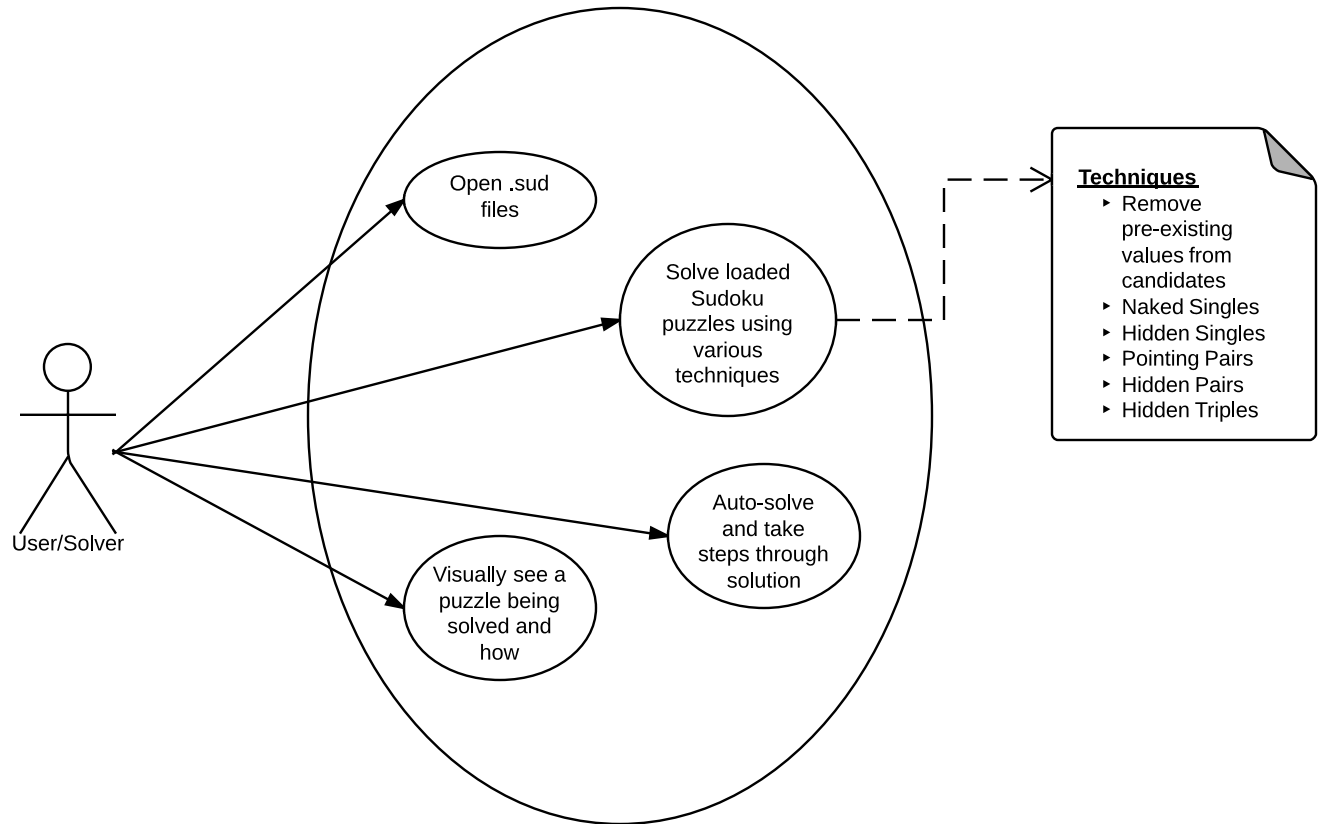 Open .sud
files
Solve loaded
Sudoku
puzzles using
various
techniques
Techniques
‣ Remove
pre-existing
values from
candidates
‣ Naked Singles
‣ Hidden Singles
‣ Pointing Pairs
‣ Hidden Pairs
‣ Hidden Triples
User/Solver
Auto-solve
and take
steps through
solution
Visually see a
puzzle being
solved and
how